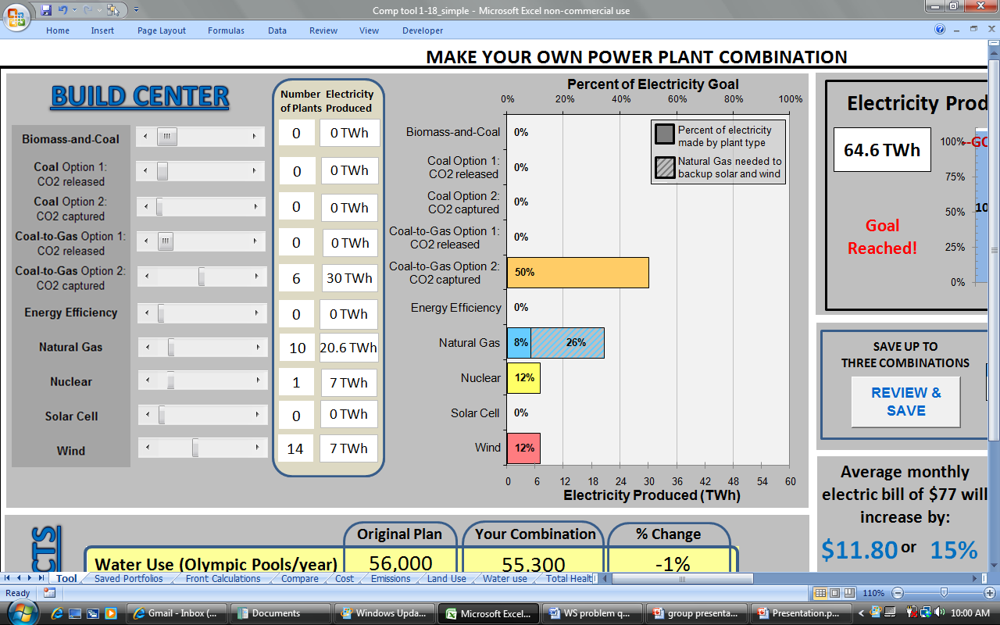 Comp tool 1-18_simple - Microsoft Excel non-commercial use
Home Insert Page Layout Formulas Data Review View Developer
MAKE YOUR OWN POWER PLANT COMBINATION
BUILD CENTER
Number Electricity
of Plants Produced
Biomass-and-Coal 0 0 TWh
Coal Option 1:
CO2 released 0 0 TWh
Coal Option 2:
CO2 captured 0 0 TWh
Coal-to-Gas Option 1:
CO2 released 0 0 TWh
Coal-to-Gas Option 2:
CO2 captured 6 30 TWh
Energy Efficiency 0 0 TWh
Natural Gas 10 20.6 TWh
Nuclear 1 7 TWh
Solar Cell 0 0 TWh
Wind 14 7 TWh
Percent of Electricity Goal
0% 20% 40% 60% 80% 100%
Percent of electricity
made by plant type
Natural Gas needed to
backup solar and wind
Biomass-and-Coal 0%
Coal Option 1:
CO2 released 0%
Coal Option 2:
CO2 captured 0%
Coal-to-Gas Option 1:
CO2 released 0%
Coal-to-Gas Option 2:
CO2 captured 50%
Energy Efficiency 0%
Natural Gas 8% 26%
Nuclear 12%
Solar Cell 0%
Wind 12%
0 6 12 18 24 30 36 42 48 54 60
Electricity Produced (TWh)
Electricity Prod
64.6 TWh
Goal
Reached!
100% --GO
75%
50% 10
25%
0%
SAVE UP TO
THREE COMBINATIONS
REVIEW &
SAVE
Average monthly
electric bill of $77 will
increase by:
$11.80 or 15%
CTS
Original Plan Your Combination % Change
Water Use (Olympic Pools/year) 56,000 55,300 -1%
Tool Saved Portfolios Front Calculations Compare Cost Emissions Land Use Water use Total Healt
Ready 110%
Gmail - Inbox (... Documents Windows Upda... Microsoft Excel... WS problem q... group presenta... Presentation.p... 10:00 AM